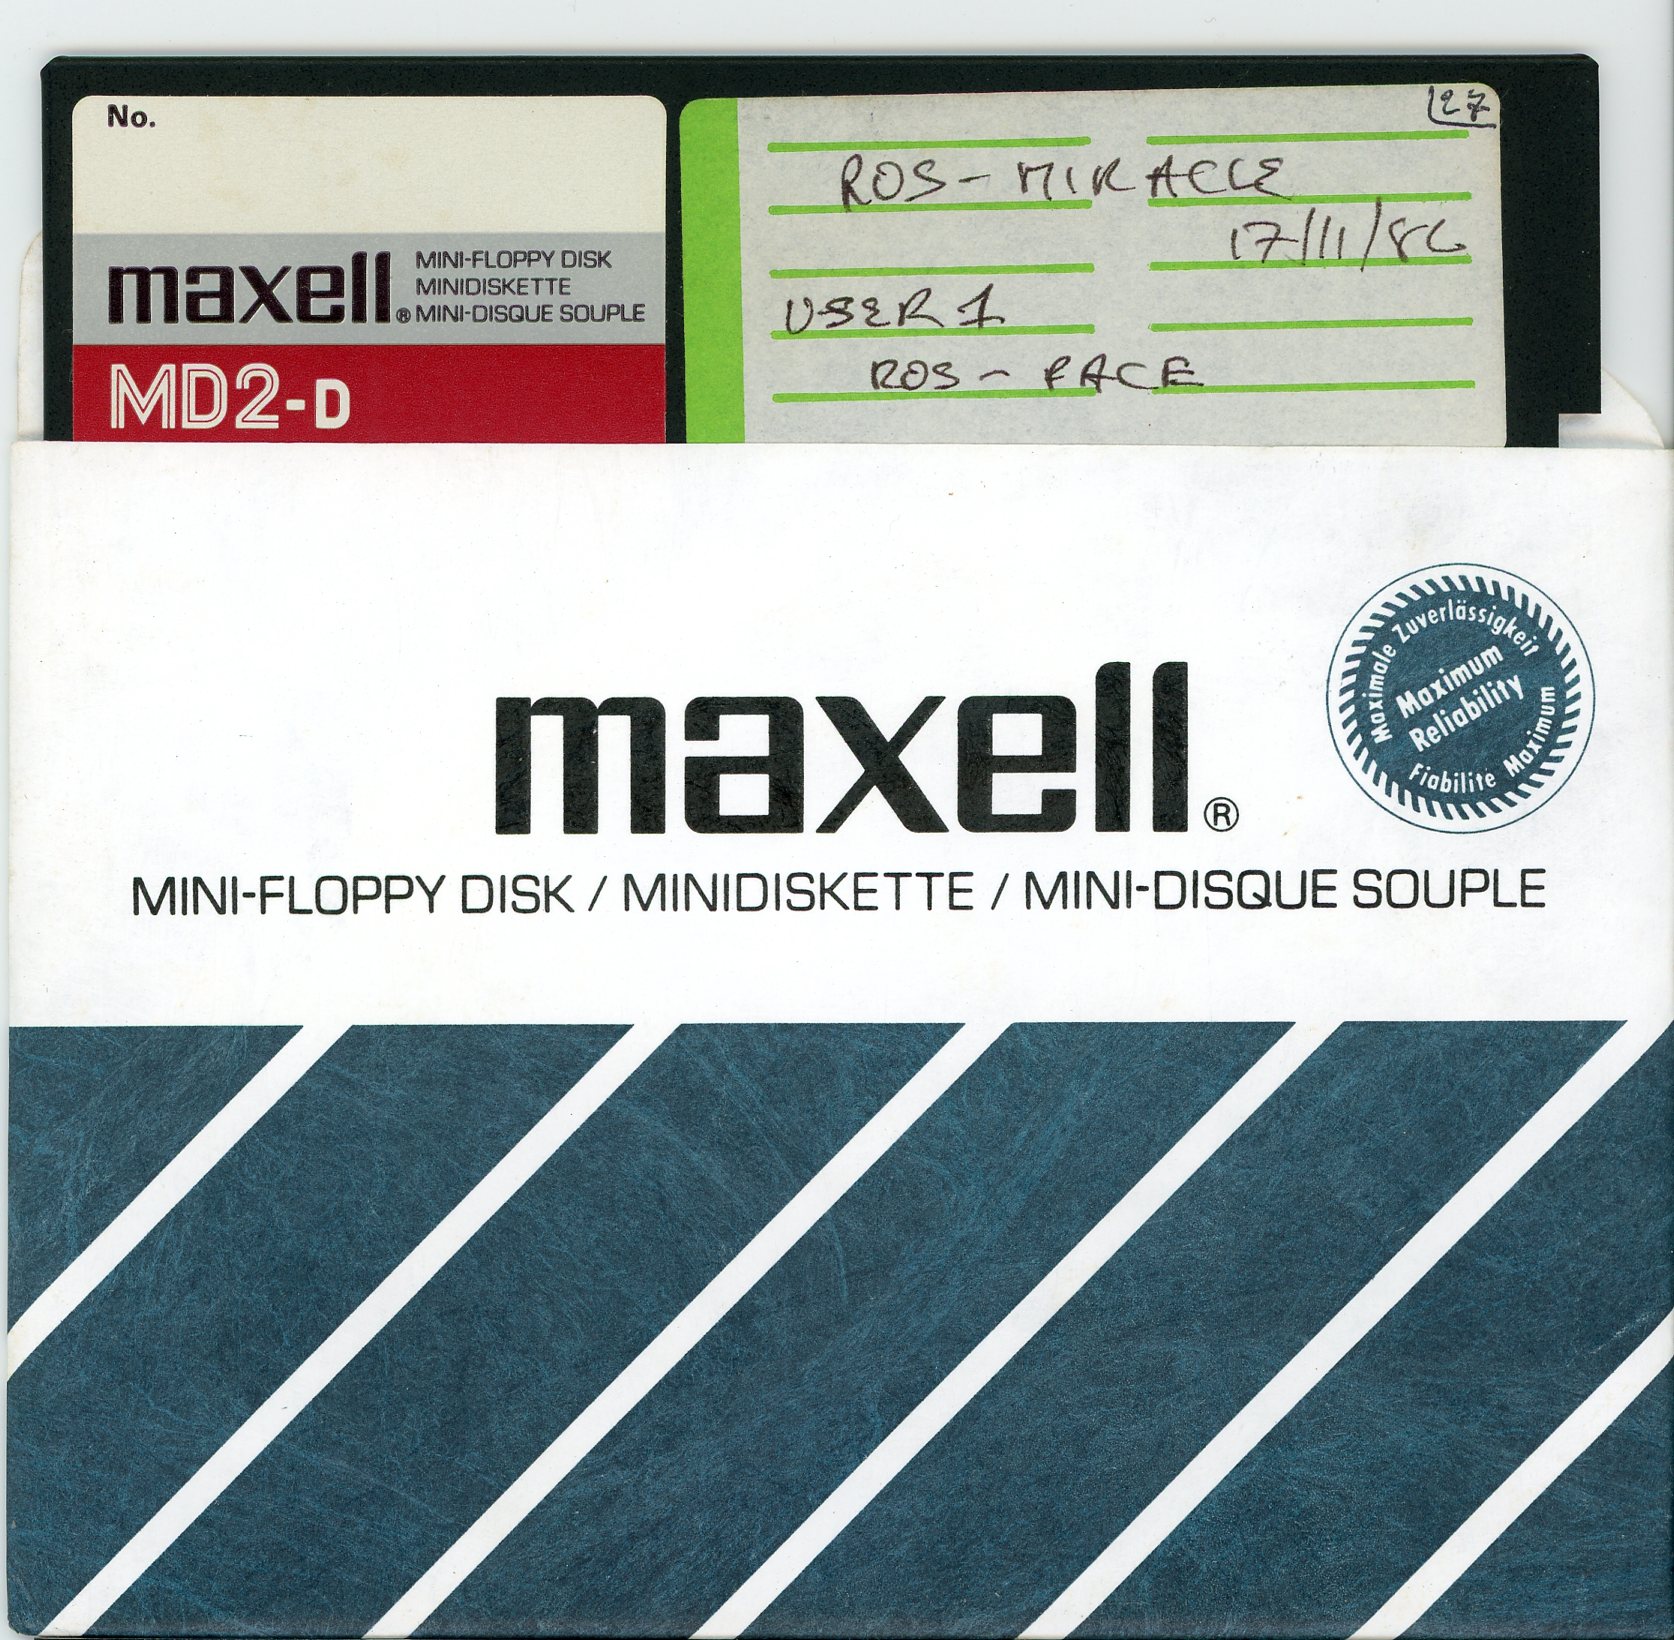 No.
maxell®
MINI-FLOPPY DISK
MINIDISKETTE
MINI-DISQUE SOUPLE
MD2-D
27
ROS - MIRACLE
17/11/86
USER 1
ROS - FACE
Maximale Zuverlässigkeit
Maximum
Reliability
Fiabilite Maximum
maxell®
MINI-FLOPPY DISK / MINIDISKETTE / MINI-DISQUE SOUPLE